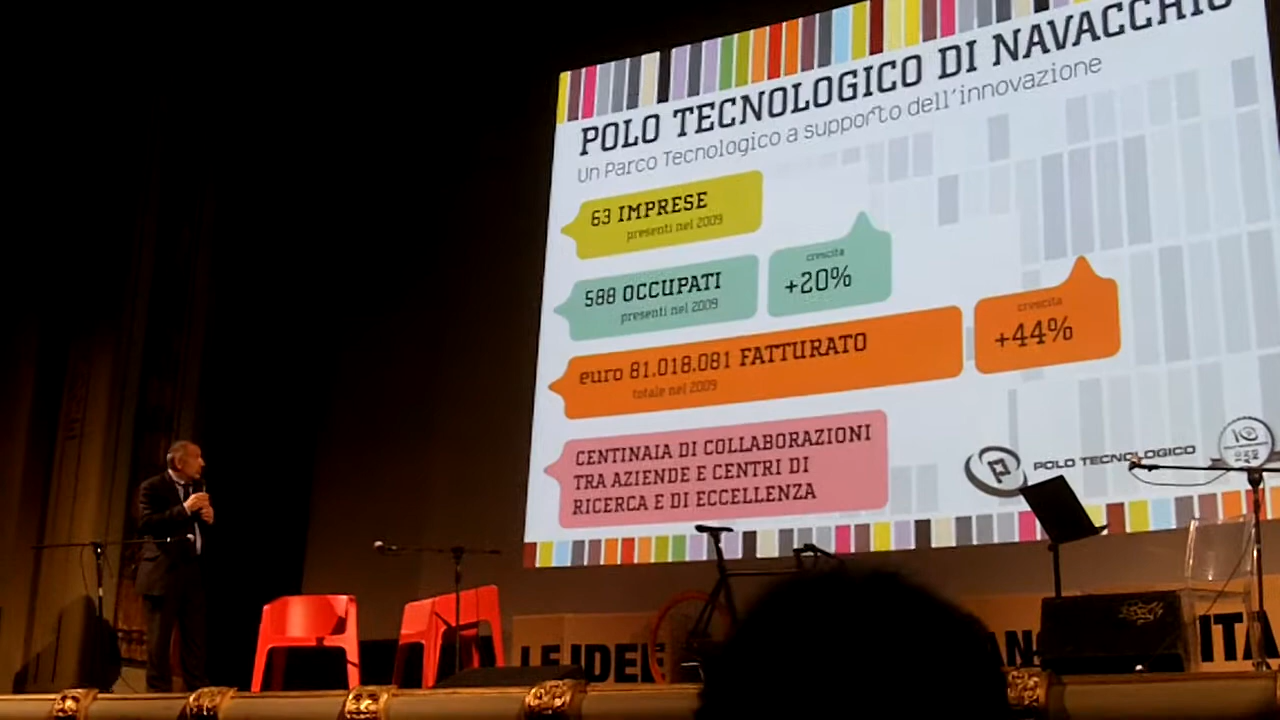 POLO TECNOLOGICO DI NAVACCHIO
Un Parco Tecnologico a supporto dell'innovazione
63 IMPRESE
presenti nel 2009
588 OCCUPATI
presenti nel 2009
crescita
+20%
euro 81.018.081 FATTURATO
totale nel 2009
crescita
+44%
CENTINAIA DI COLLABORAZIONI
TRA AZIENDE E CENTRI DI
RICERCA E DI ECCELLENZA
POLO TECNOLOGICO
LE IDEE
ITA